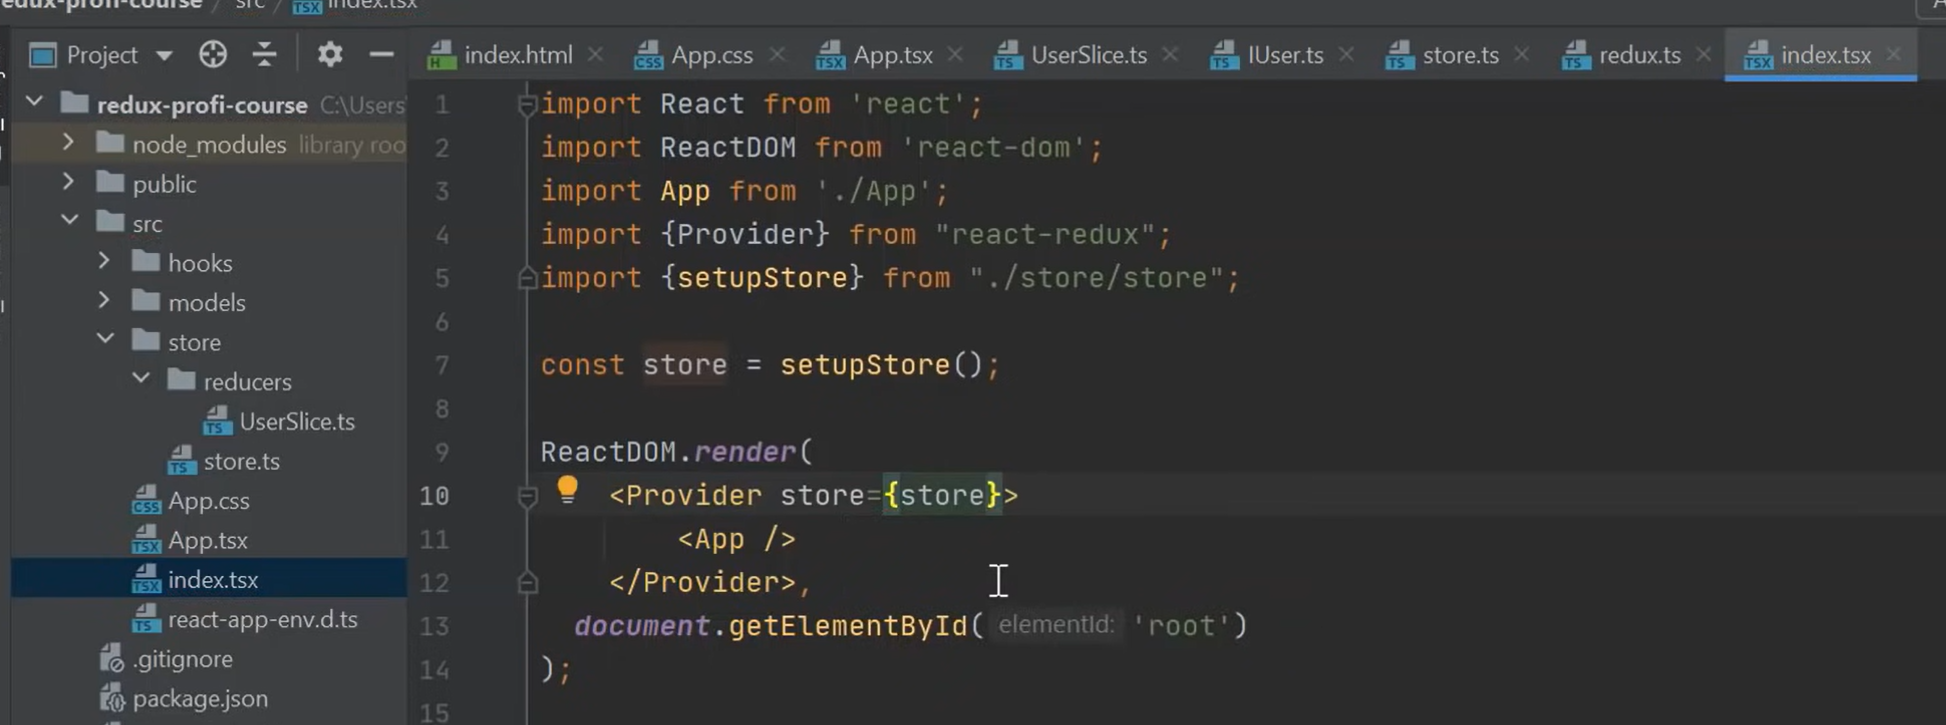 redux-profi-course / src / index.tsx
Project
index.html
App.css
App.tsx
UserSlice.ts
IUser.ts
store.ts
redux.ts
index.tsx
redux-profi-course C:\Users
node_modules library roo
public
src
hooks
models
store
reducers
UserSlice.ts
store.ts
App.css
App.tsx
index.tsx
react-app-env.d.ts
.gitignore
package.json
1 import React from 'react';
2 import ReactDOM from 'react-dom';
3 import App from './App';
4 import {Provider} from "react-redux";
5 import {setupStore} from "./store/store";
6
7 const store = setupStore();
8
9 ReactDOM.render(
10 <Provider store={store}>
11 <App />
12 </Provider>,
13 document.getElementById( elementId: 'root')
14 );
15